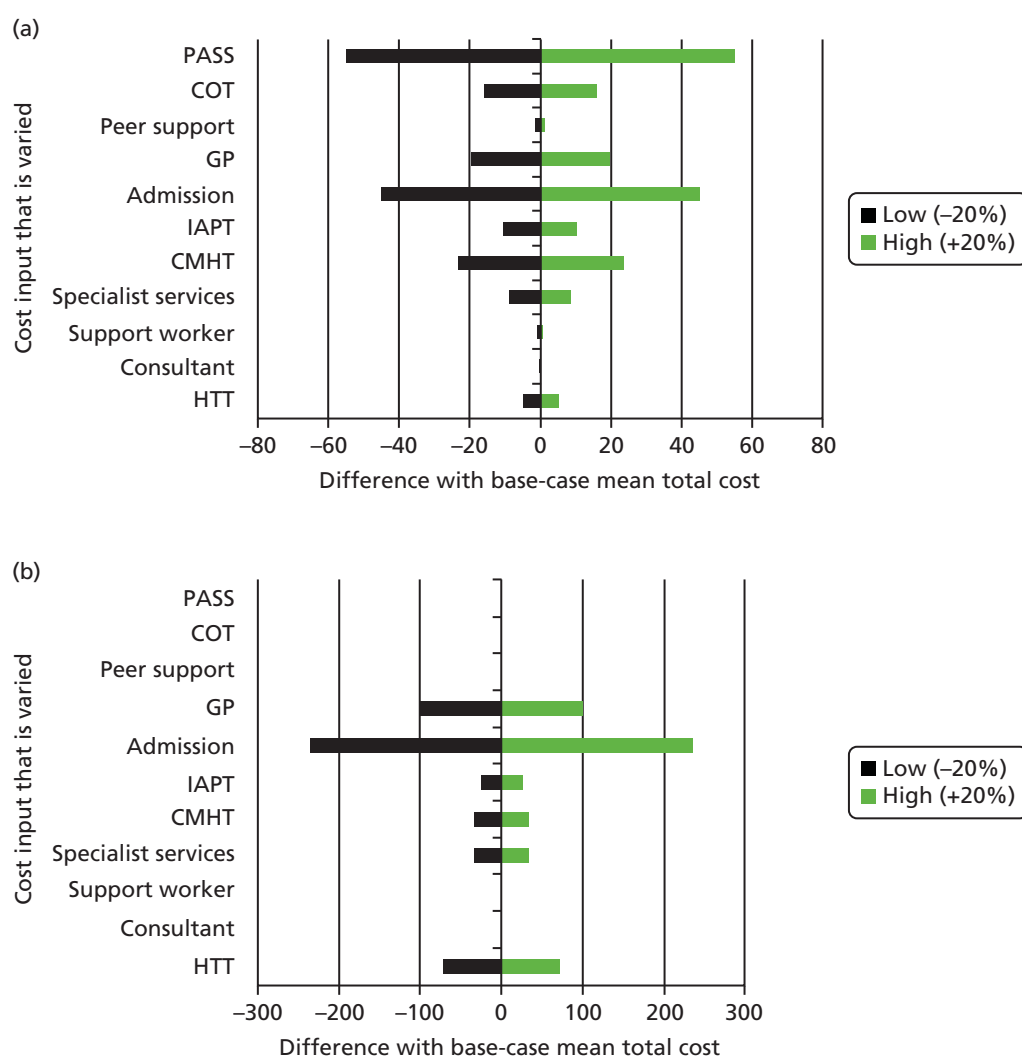 (a)
Cost input that is varied
PASS
COT
Peer support
GP
Admission
IAPT
CMHT
Specialist services
Support worker
Consultant
HTT
–80 –60 –40 –20 0 20 40 60 80
Difference with base-case mean total cost
Low (–20%)
High (+20%)
(b)
Cost input that is varied
PASS
COT
Peer support
GP
Admission
IAPT
CMHT
Specialist services
Support worker
Consultant
HTT
–300 –200 –100 0 100 200 300
Difference with base-case mean total cost
Low (–20%)
High (+20%)